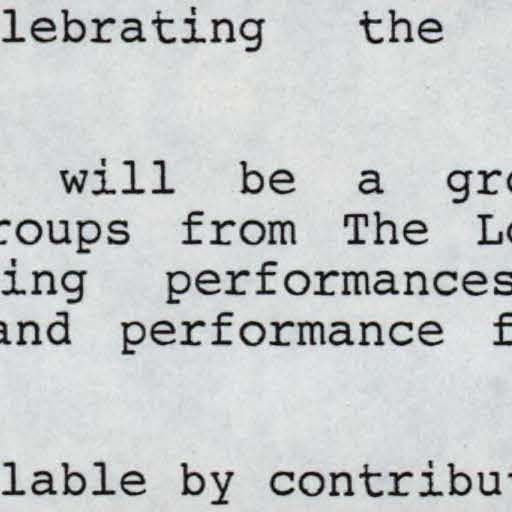 lebrating the
will be a gro
roups from The Lo
ing performances
and performance f
lable by contribu